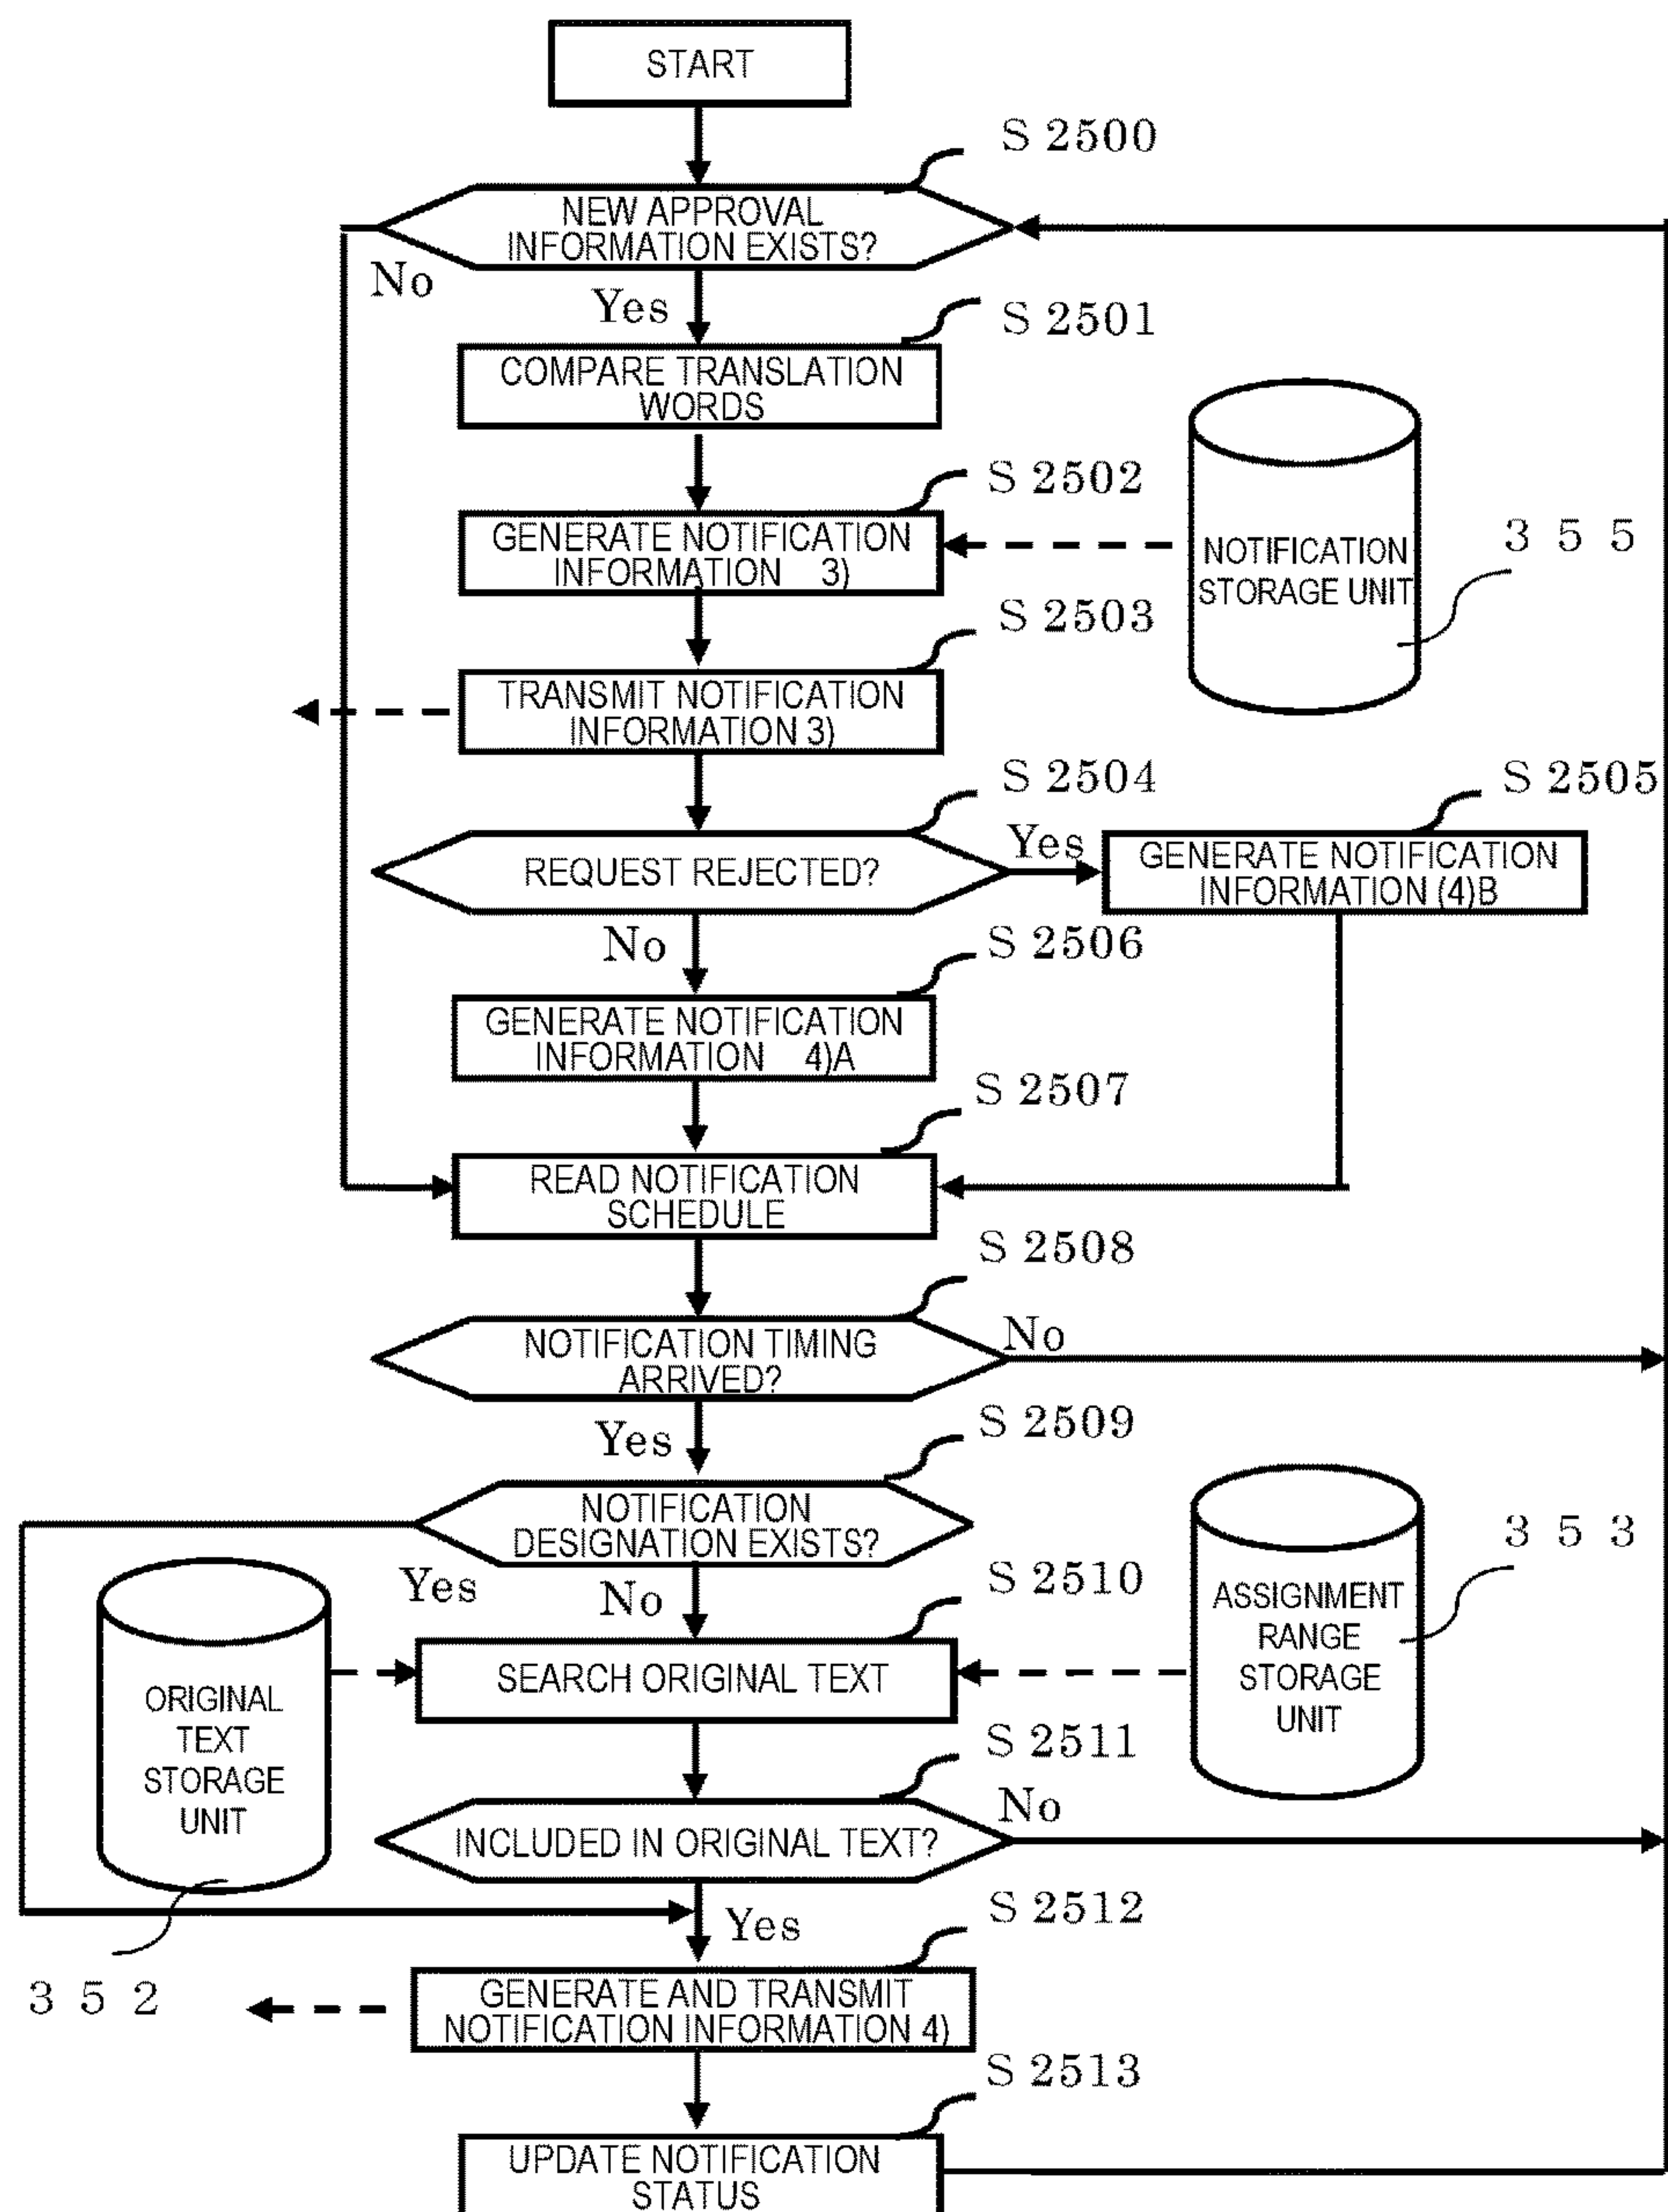 START
S 2500
NEW APPROVAL
INFORMATION EXISTS?
No
Yes
S 2501
COMPARE TRANSLATION
WORDS
S 2502
GENERATE NOTIFICATION
INFORMATION 3)
NOTIFICATION
STORAGE UNIT
3 5 5
S 2503
TRANSMIT NOTIFICATION
INFORMATION 3)
S 2504
REQUEST REJECTED?
Yes
S 2505
GENERATE NOTIFICATION
INFORMATION (4)B
No
S 2506
GENERATE NOTIFICATION
INFORMATION 4)A
S 2507
READ NOTIFICATION
SCHEDULE
S 2508
NOTIFICATION TIMING
ARRIVED?
No
Yes
S 2509
NOTIFICATION
DESIGNATION EXISTS?
Yes
No
S 2510
SEARCH ORIGINAL TEXT
ASSIGNMENT
RANGE
STORAGE
UNIT
3 5 3
ORIGINAL
TEXT
STORAGE
UNIT
3 5 2
S 2511
INCLUDED IN ORIGINAL TEXT?
No
Yes
S 2512
GENERATE AND TRANSMIT
NOTIFICATION INFORMATION 4)
S 2513
UPDATE NOTIFICATION
STATUS